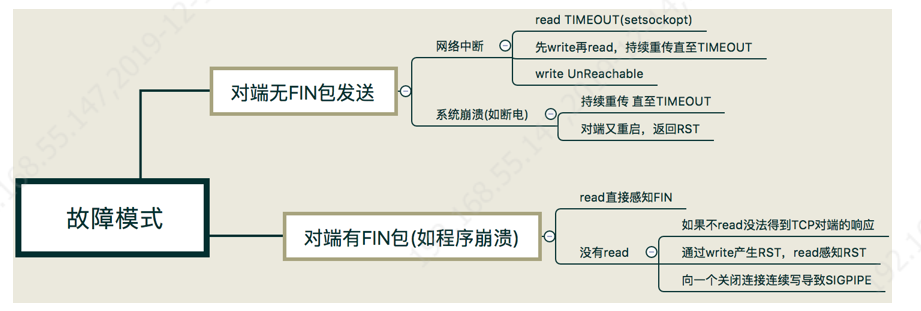 read TIMEOUT(setsockopt)
网络中断
先write再read，持续重传直至TIMEOUT
write UnReachable
对端无FIN包发送
系统崩溃(如断电)
持续重传 直至TIMEOUT
对端又重启，返回RST
故障模式
对端有FIN包(如程序崩溃)
read直接感知FIN
没有read
如果不read没法得到TCP对端的响应
通过write产生RST，read感知RST
向一个关闭连接连续写导致SIGPIPE